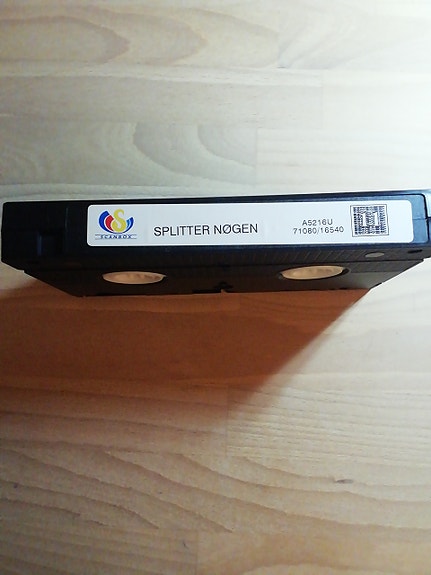 SCANBOX
SPLITTER NØGEN
A5216U
71080/16540